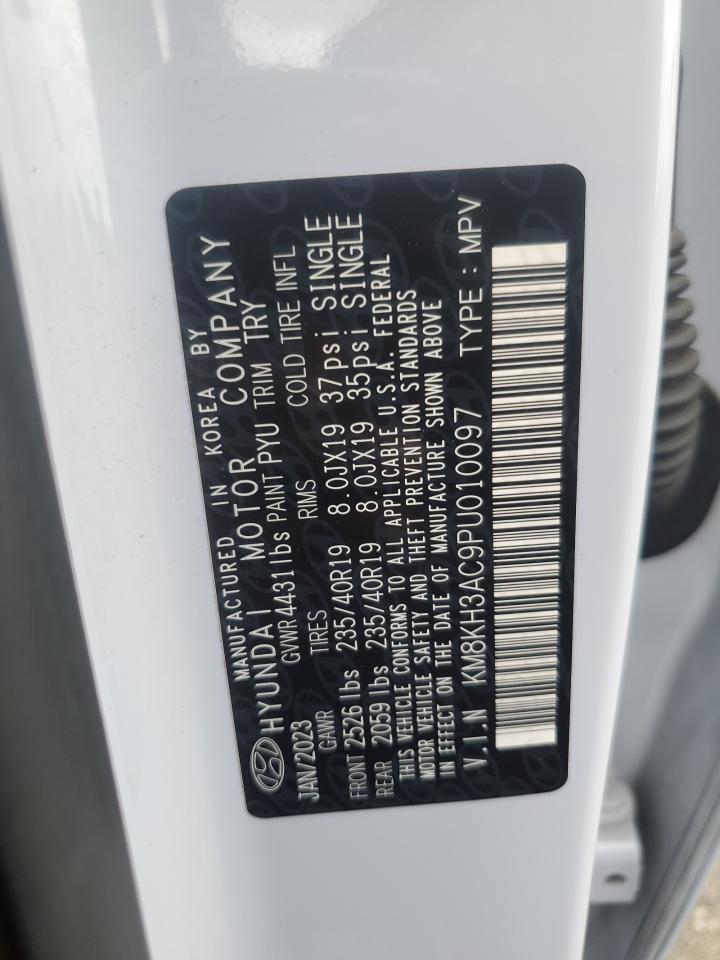 MANUFACTURED IN KOREA BY
HYUNDAI MOTOR COMPANY
JAN/2023 GVWR 4431lbs PAINT PYU TRIM TRY
GAWR TIRES RIMS COLD TIRE INFL
FRONT 2526 lbs 235/40R19 8.0JX19 37psi SINGLE
REAR 2059 lbs 235/40R19 8.0JX19 35psi SINGLE
THIS VEHICLE CONFORMS TO ALL APPLICABLE U.S.A. FEDERAL
MOTOR VEHICLE SAFETY AND THEFT PREVENTION STANDARDS
IN EFFECT ON THE DATE OF MANUFACTURE SHOWN ABOVE
V.I.N KM8KH3AC9PU010097 TYPE : MPV